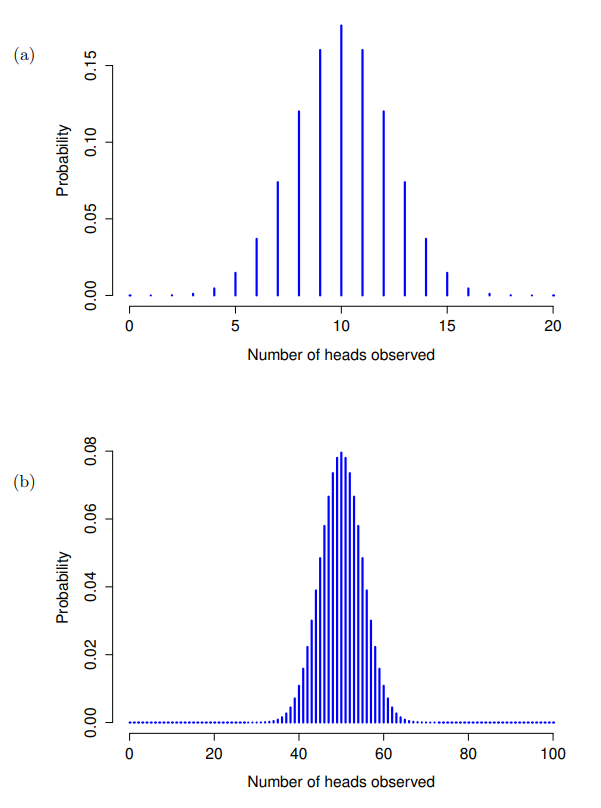 (a)
Probability
0.15
0.10
0.05
0.00
0 5 10 15 20
Number of heads observed
(b)
Probability
0.08
0.06
0.04
0.02
0.00
0 20 40 60 80 100
Number of heads observed